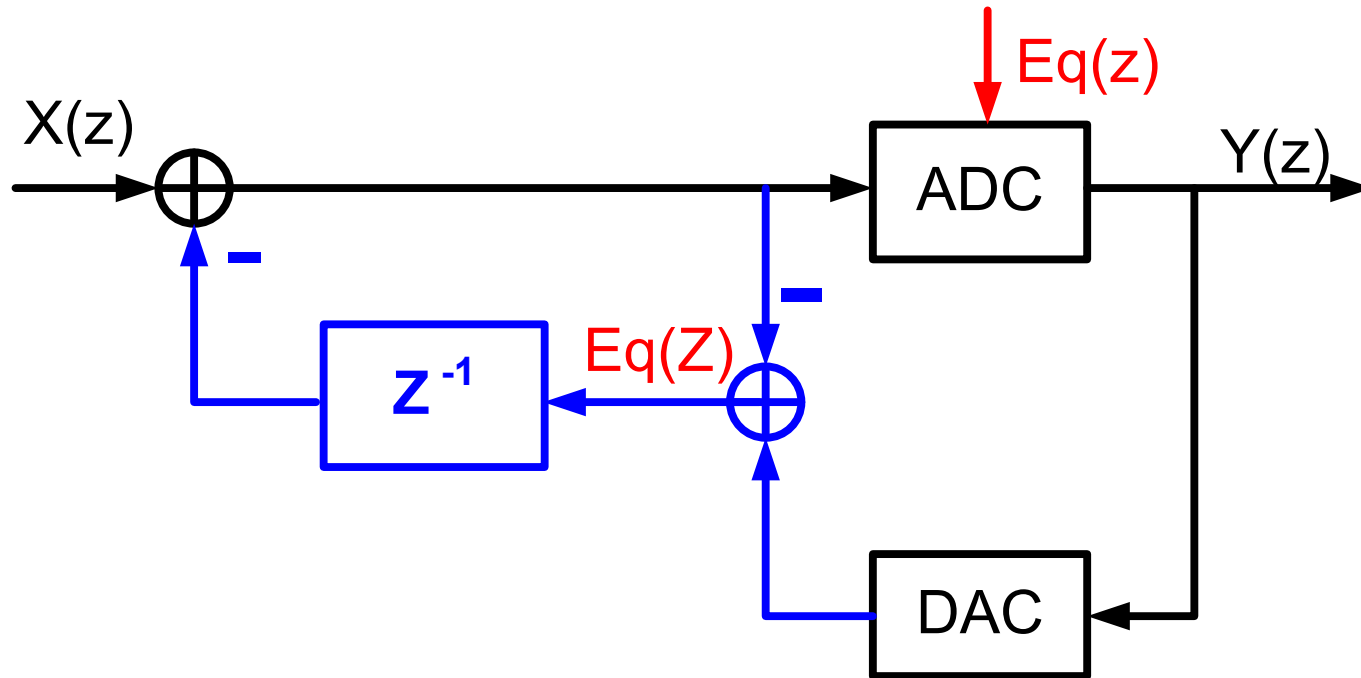 Eq(z)
X(z)
Y(z)
ADC
-
-
Eq(Z)
Z -1
DAC